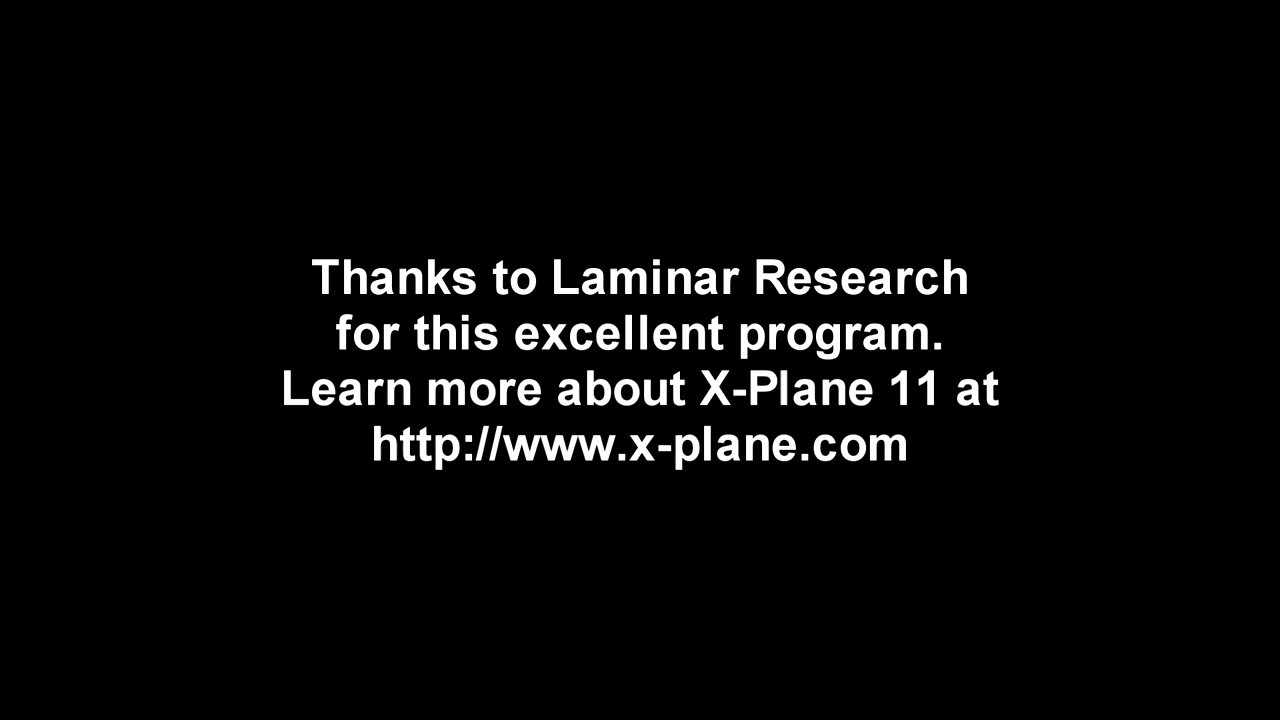 Thanks to Laminar Research
for this excellent program.
Learn more about X-Plane 11 at
http://www.x-plane.com